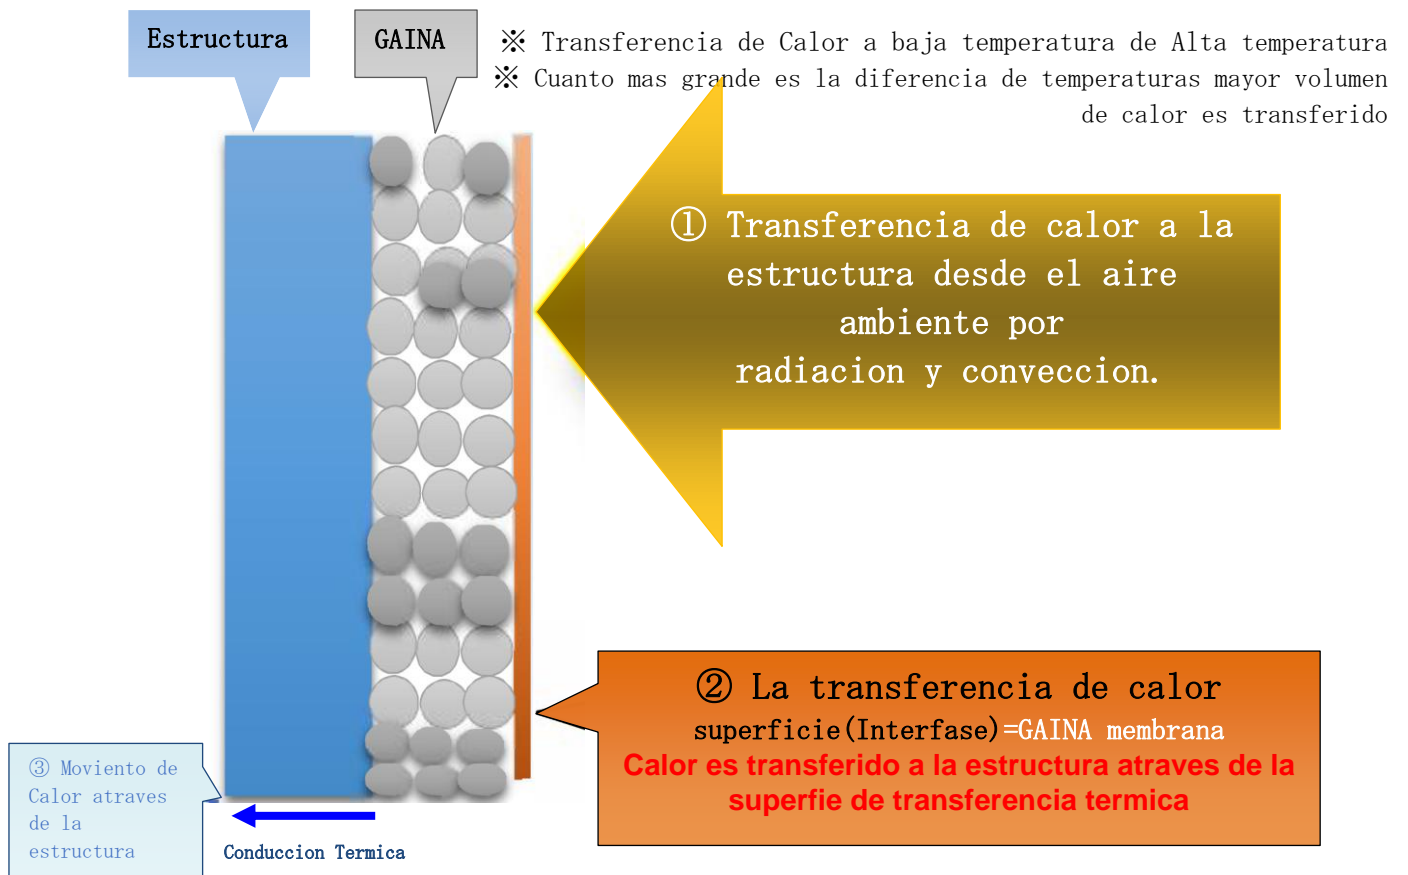 Estructura
GAINA
※ Transferencia de Calor a baja temperatura de Alta temperatura
※ Cuanto mas grande es la diferencia de temperaturas mayor volumen
de calor es transferido
① Transferencia de calor a la
estructura desde el aire
ambiente por
radiacion y conveccion.
② La transferencia de calor
superficie(Interfase)=GAINA membrana
Calor es transferido a la estructura atraves de la
superfie de transferencia termica
③ Moviento de
Calor atraves
de la
estructura
Conduccion Termica